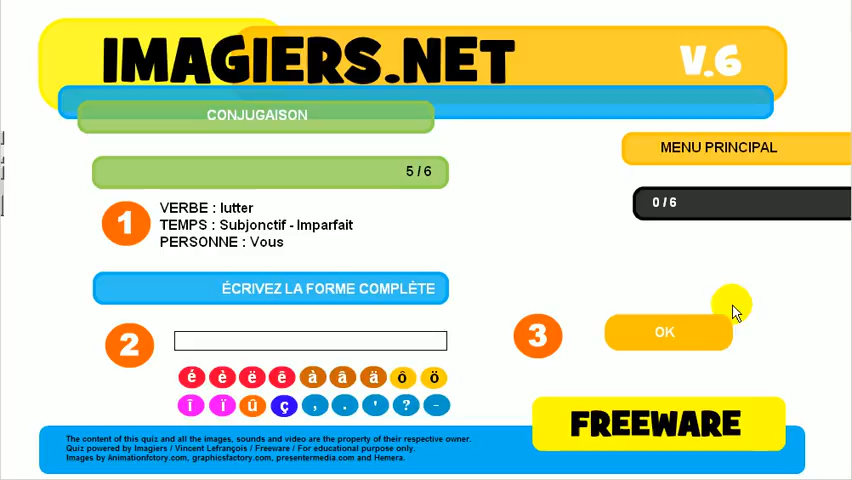 IMAGIERS.NET
V.6
CONJUGAISON
MENU PRINCIPAL
5 / 6
0 / 6
1
VERBE : lutter
TEMPS : Subjonctif - Imparfait
PERSONNE : Vous
ÉCRIVEZ LA FORME COMPLÈTE
2
3
OK
é è ë ê à â ä ô ö
î ï û ç , . ' ? -
FREEWARE
The content of this quiz and all the images, sounds and video are the property of their respective owner.
Quiz powered by Imagiers / Vincent Lefrançois / Freeware / For educational purpose only.
Images by Animationfctory.com, graphicsfactory.com, presentermedia.com and Hemera.